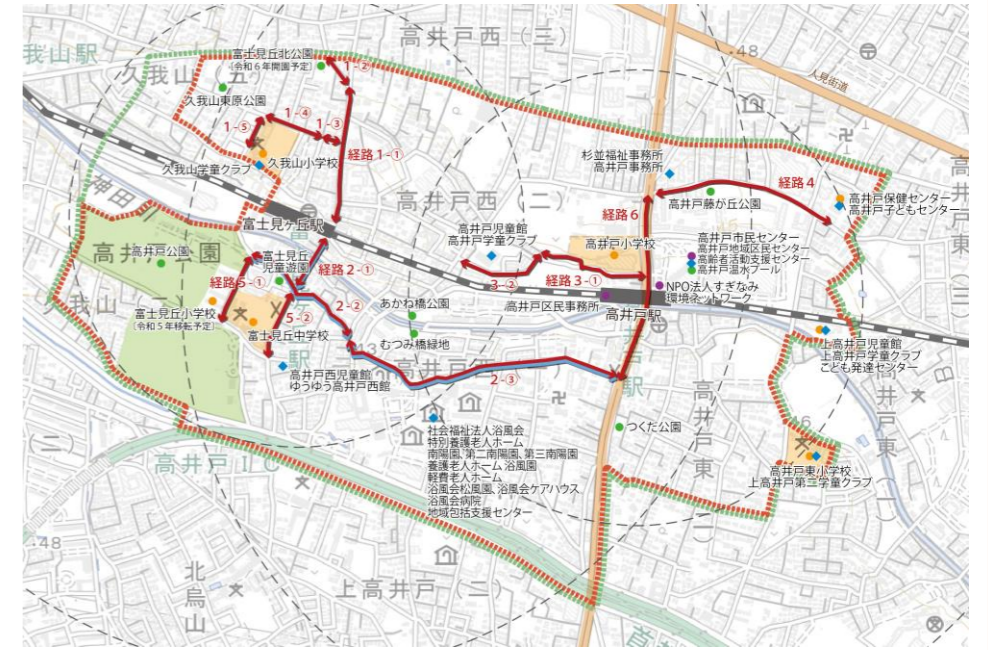 我山駅
高井戸西(三)
.48
人見街道
富士見丘北公園
(令和6年開園予定)
久我山(五)
1-②
久我山東原公園
1-④
1-③
1-⑤
経路1-①
久我山小学校
久我山学童クラブ
杉並福祉事務所
高井戸事務所
経路4
高井戸藤が丘公園
高井戸保健センター
高井戸子どもセンター
高井戸東(三)
神田
高井戸西(二)
経路6
富士見ヶ丘駅
高井戸児童館
高井戸学童クラブ
高井戸小学校
高井戸市民センター
高井戸地域区民センター
高齢者活動支援センター
高井戸温水プール
高井戸公園
富士見丘
児童遊園
経路2-①
3-②
経路3-①
NPO法人すぎなみ
環境ネットワーク
高井戸区民事務所
高井戸駅
久我山(二)
経路5-①
2-②
あかね橋公園
富士見丘小学校
(令和5年移転予定)
5-②
富士見丘中学校
むつみ橋緑地
上高井戸児童館
上高井戸学童クラブ
こども発達センター
高井戸西児童館
ゆうゆう高井戸西館
2-③
つくだ公園
社会福祉法人浴風会
特別養護老人ホーム
南陽園、第二南陽園、第三南陽園
養護老人ホーム 浴風園
軽費老人ホーム
浴風会松風園、浴風会ケアハウス
浴風会病院
地域包括支援センター
高井戸東(二)
高井戸東(一)
46
高井戸東小学校
上高井戸第二学童クラブ
(二)
高井戸IC
.48
北烏山
上高井戸(二)
首